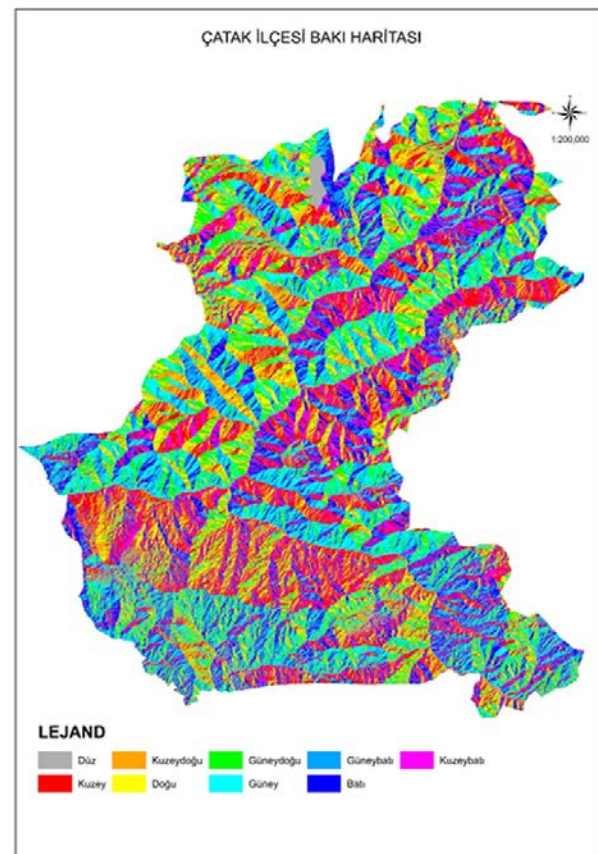 ÇATAK İLÇESİ BAKI HARİTASI
1:200,000
LEJAND
Düz Kuzeydoğu Güneydoğu Güneybatı Kuzeybatı
Kuzey Doğu Güney Batı